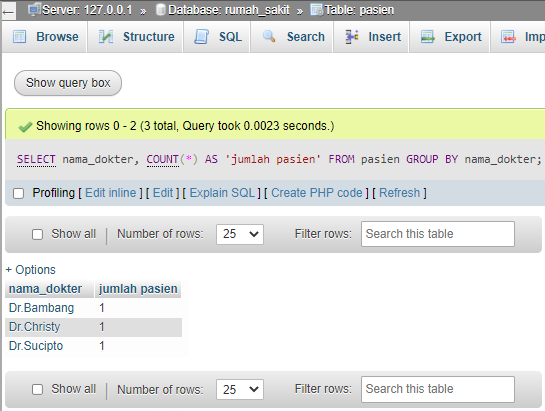 Server: 127.0.0.1 » Database: rumah_sakit » Table: pasien
Browse Structure SQL Search Insert Export Imp
Show query box
Showing rows 0 - 2 (3 total, Query took 0.0023 seconds.)
SELECT nama_dokter, COUNT(*) AS 'jumlah pasien' FROM pasien GROUP BY nama_dokter;
Profiling [ Edit inline ] [ Edit ] [ Explain SQL ] [ Create PHP code ] [ Refresh ]
Show all | Number of rows: 25 Filter rows: Search this table
+ Options
nama_dokter jumlah pasien
Dr.Bambang 1
Dr.Christy 1
Dr.Sucipto 1
Show all | Number of rows: 25 Filter rows: Search this table